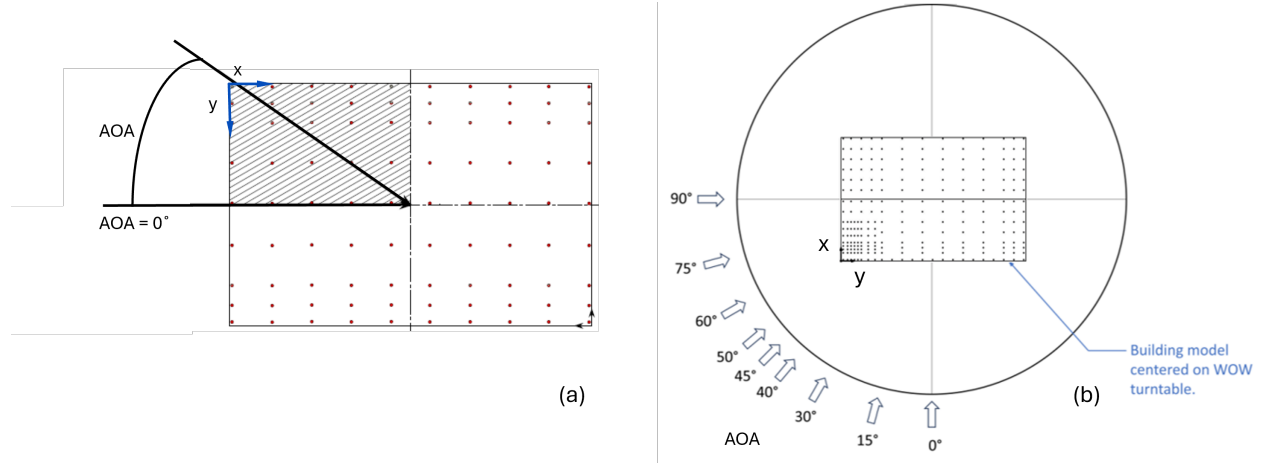 x
y
AOA
AOA = 0°
(a)
90°
75°
60°
50°
45°
40°
30°
15°
0°
AOA
x
y
Building model
centered on WOW
turntable.
(b)